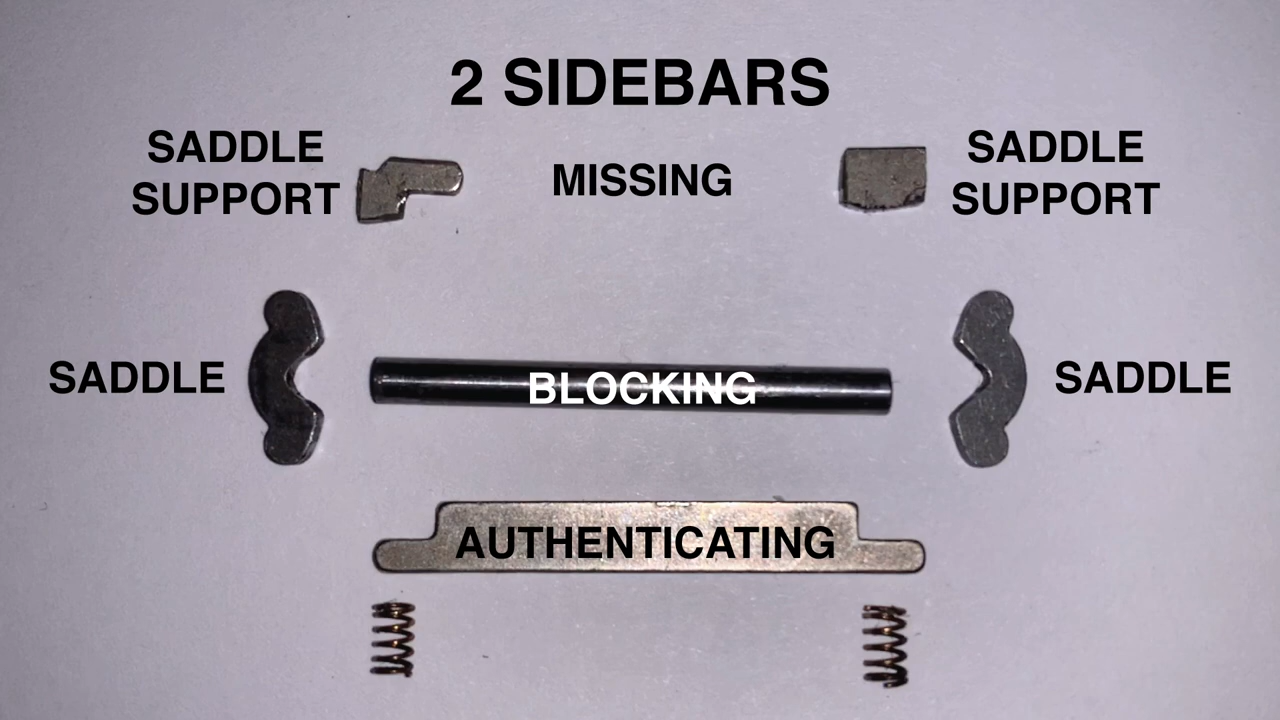 2 SIDEBARS
SADDLE
SUPPORT
MISSING
SADDLE
SUPPORT
SADDLE
BLOCKING
SADDLE
AUTHENTICATING